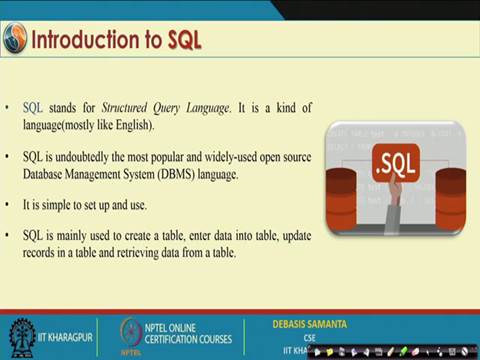 Introduction to SQL
• SQL stands for Structured Query Language. It is a kind of
language(mostly like English).
• SQL is undoubtedly the most popular and widely-used open source
Database Management System (DBMS) language.
• It is simple to set up and use.
• SQL is mainly used to create a table, enter data into table, update
records in a table and retrieving data from a table.
.SQL
IIT KHARAGPUR
NPTEL
NPTEL ONLINE
CERTIFICATION COURSES
DEBASIS SAMANTA
CSE
IIT